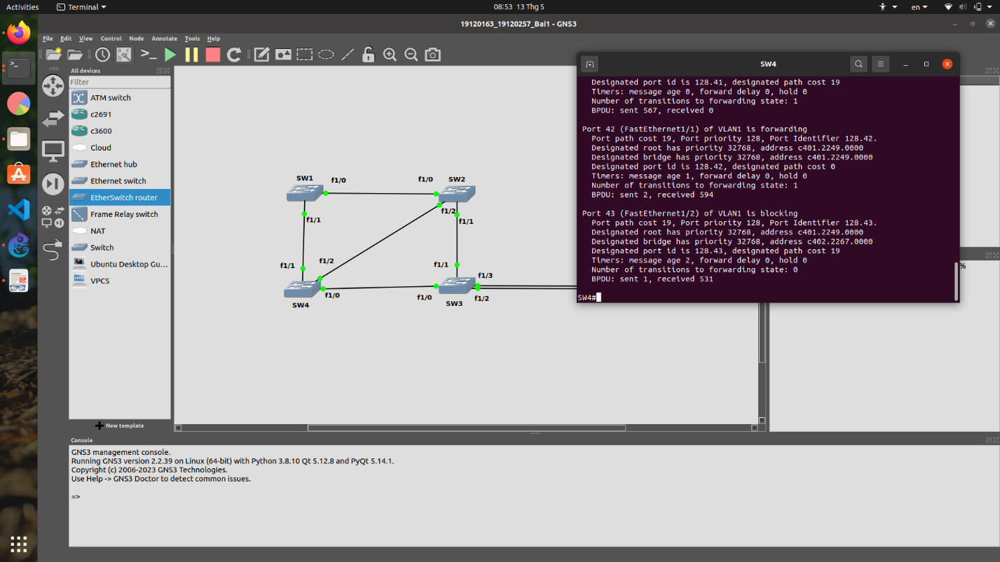 Activities
Terminal
08:53 13 Thg 5
en
19120163_19120257_Bai1 - GNS3
File Edit View Control Node Annotate Tools Help
All devices
Filter
ATM switch
c2691
c3600
Cloud
Ethernet hub
Ethernet switch
EtherSwitch router
Frame Relay switch
NAT
Switch
Ubuntu Desktop Gu...
VPCS
New template
SW1
f1/0
f1/0
SW2
f1/1
f1/2
f1/1
f1/1
f1/2
f1/1
f1/3
SW4
f1/0
f1/0
SW3
f1/2
SW4
Designated port id is 128.41, designated path cost 19
Timers: message age 0, forward delay 0, hold 0
Number of transitions to forwarding state: 1
BPDU: sent 567, received 0
Port 42 (FastEthernet1/1) of VLAN1 is forwarding
Port path cost 19, Port priority 128, Port Identifier 128.42.
Designated root has priority 32768, address c401.2249.0000
Designated bridge has priority 32768, address c401.2249.0000
Designated port id is 128.42, designated path cost 0
Timers: message age 1, forward delay 0, hold 0
Number of transitions to forwarding state: 1
BPDU: sent 2, received 594
Port 43 (FastEthernet1/2) of VLAN1 is blocking
Port path cost 19, Port priority 128, Port Identifier 128.43.
Designated root has priority 32768, address c401.2249.0000
Designated bridge has priority 32768, address c402.2267.0000
Designated port id is 128.43, designated path cost 19
Timers: message age 2, forward delay 0, hold 0
Number of transitions to forwarding state: 0
BPDU: sent 1, received 531
SW4#
%
Console
GNS3 management console.
Running GNS3 version 2.2.39 on Linux (64-bit) with Python 3.8.10 Qt 5.12.8 and PyQt 5.14.1.
Copyright (c) 2006-2023 GNS3 Technologies.
Use Help -> GNS3 Doctor to detect common issues.
=>